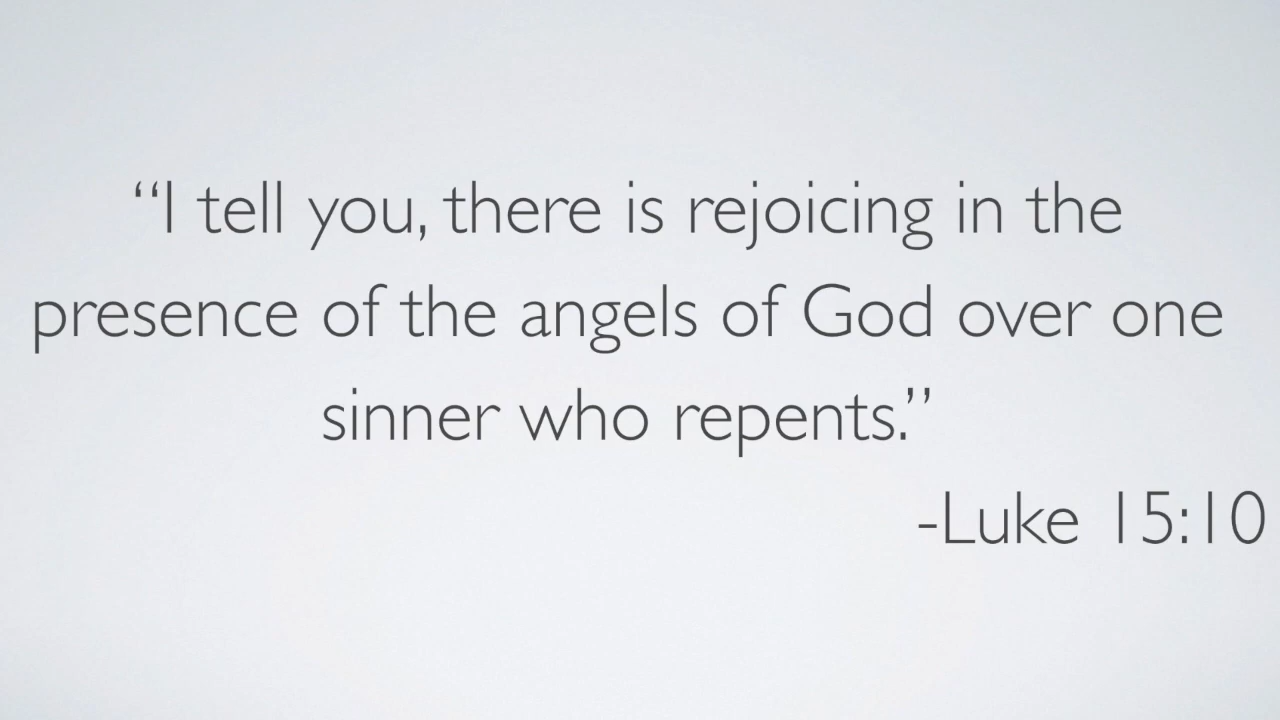 “I tell you, there is rejoicing in the
presence of the angels of God over one
sinner who repents.”
-Luke 15:10